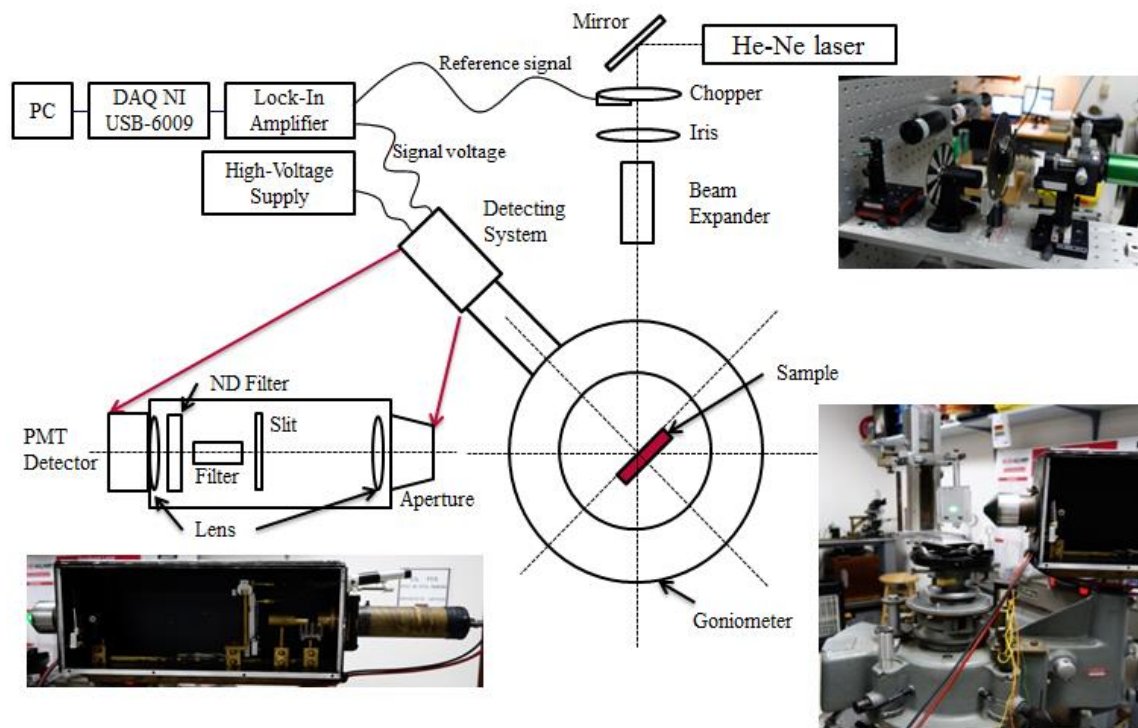 Mirror
He-Ne laser
Reference signal
Chopper
PC
DAQ NI
USB-6009
Lock-In
Amplifier
Iris
Signal voltage
High-Voltage
Supply
Detecting
System
Beam
Expander
ND Filter
Sample
Slit
PMT
Detector
Filter
Aperture
Lens
Goniometer